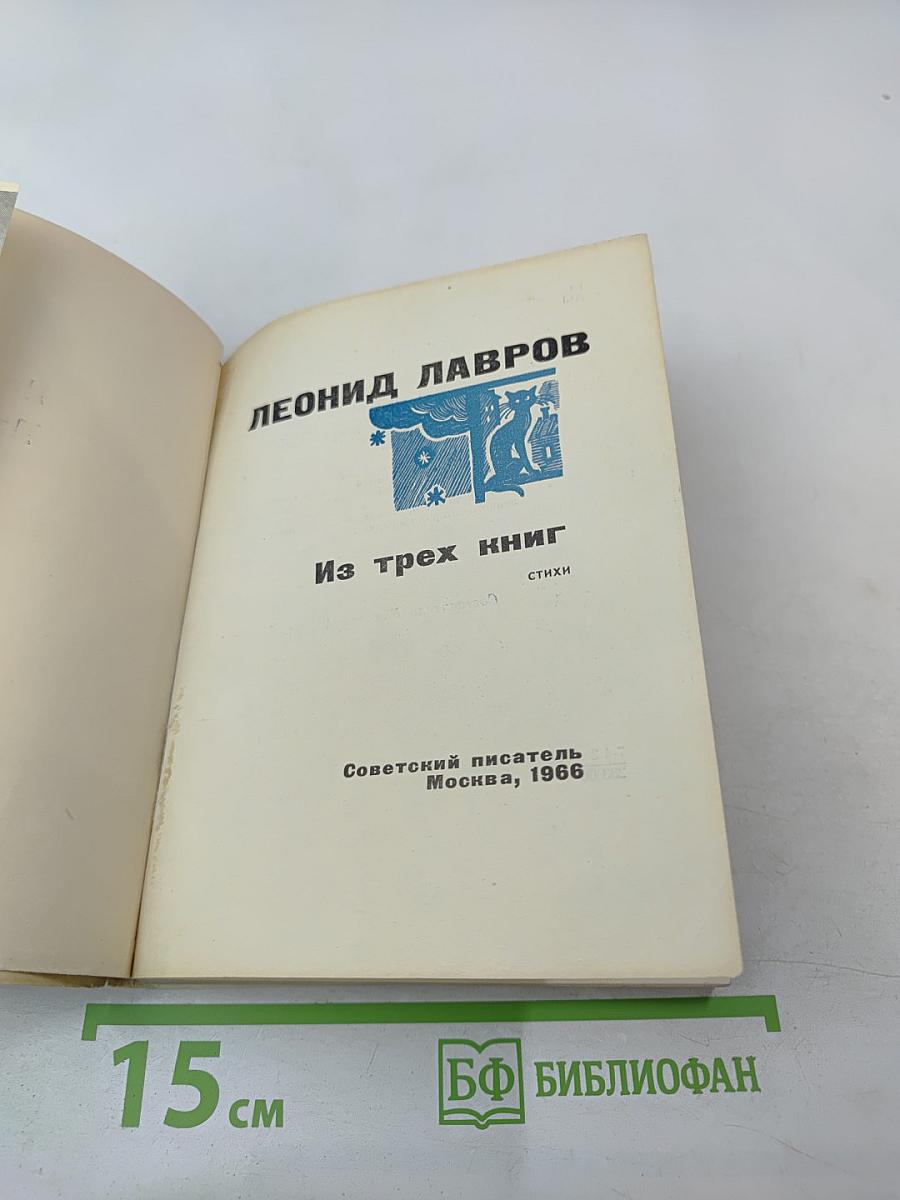 ЛЕОНИД ЛАВРОВ
Из трех книг
стихи
Советский писатель
Москва, 1966
15 см
БФ БИБЛИОФАН